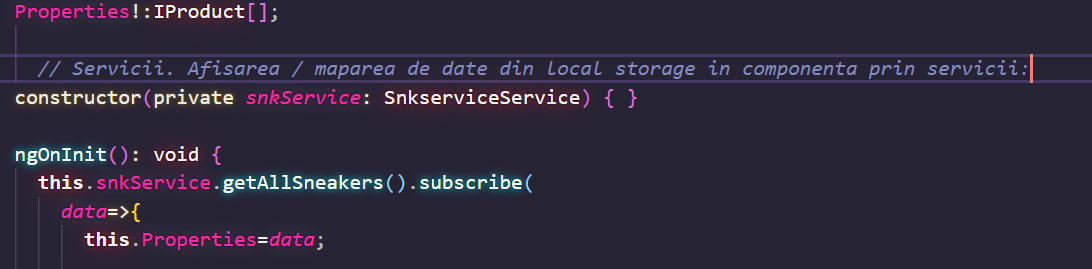 Properties!:IProduct[];
// Servicii. Afisarea / maparea de date din local storage in componenta prin servicii:
constructor(private snkService: SnkserviceService) { }
ngOnInit(): void {
this.snkService.getAllSneakers().subscribe(
data=>{
this.Properties=data;